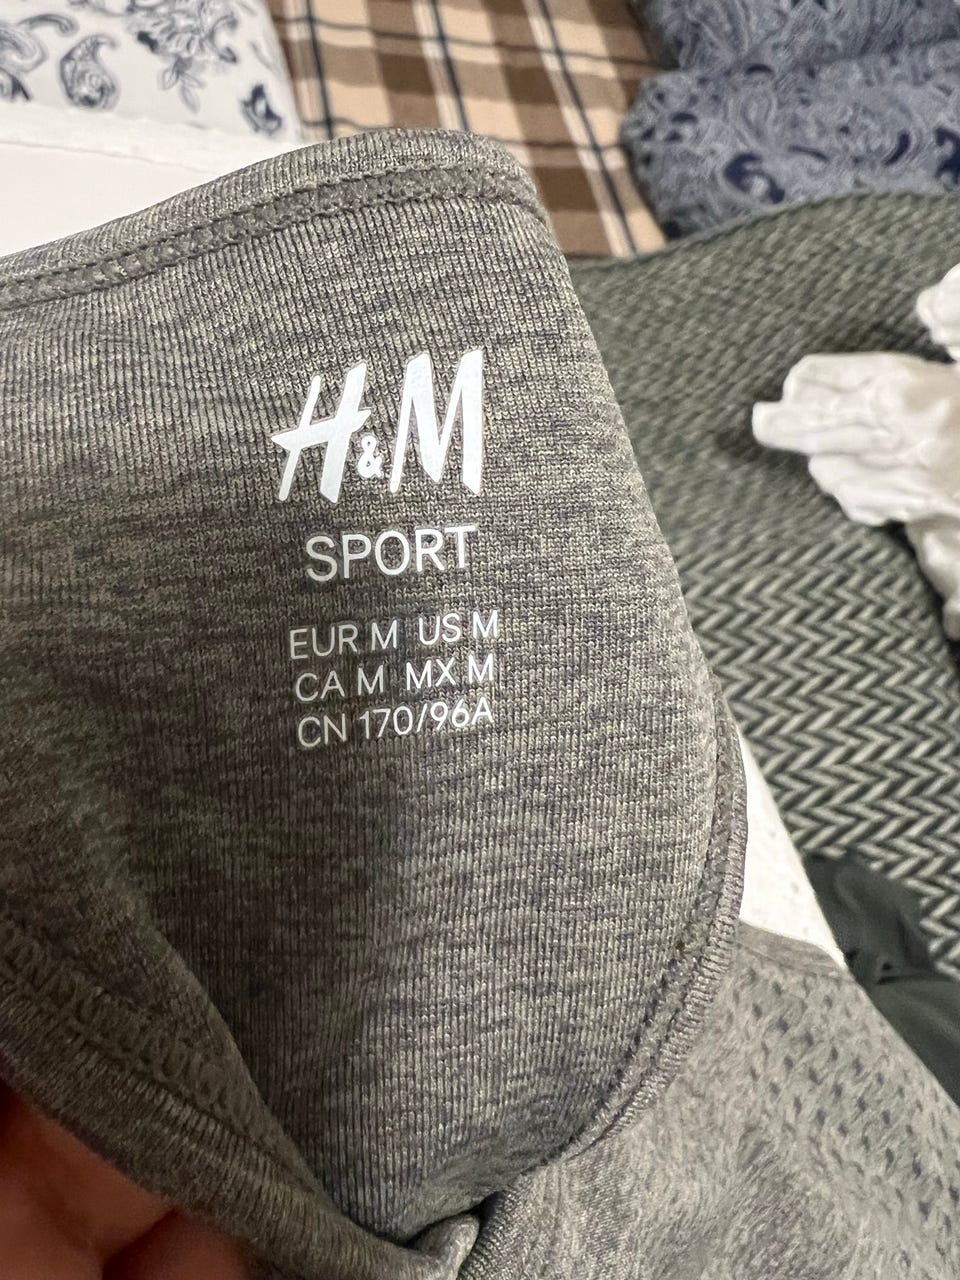 H&M
SPORT
EUR M US M
CA M MX M
CN 170/96A